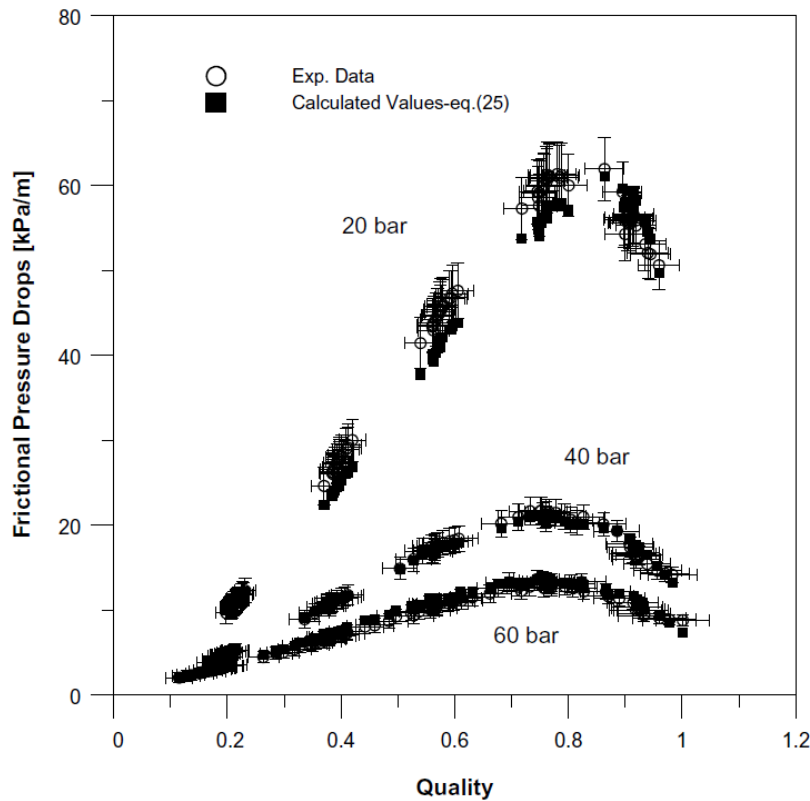 80
60
40
20
0
Frictional Pressure Drops [kPa/m]
Exp. Data
Calculated Values-eq.(25)
20 bar
40 bar
60 bar
0 0.2 0.4 0.6 0.8 1 1.2
Quality